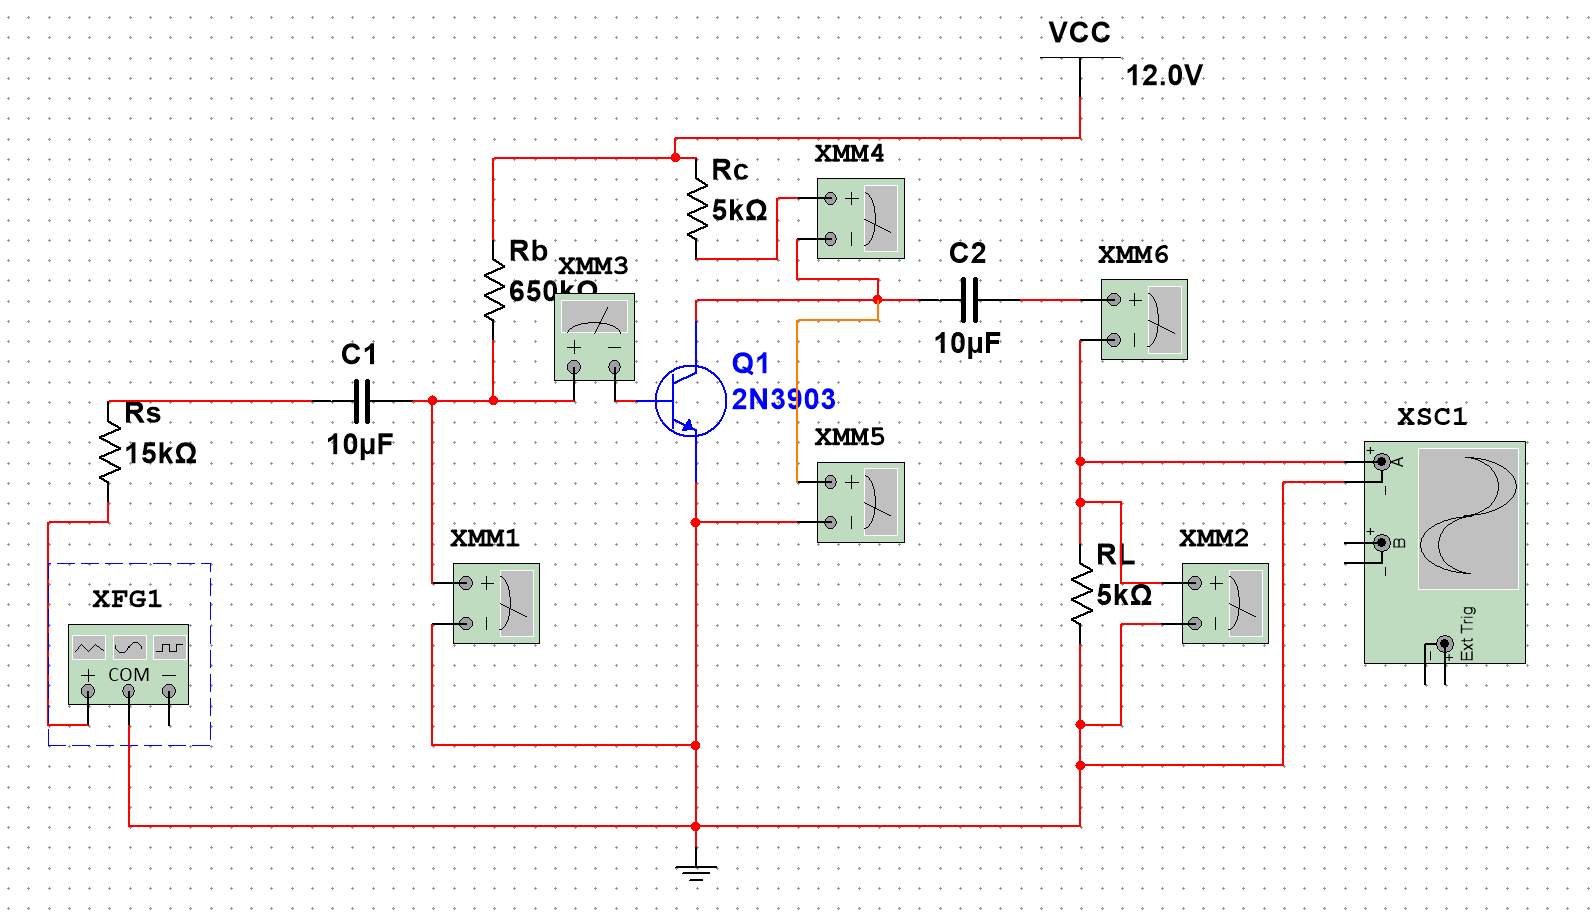 VCC
12.0V
XMM4
Rc
5kΩ
Rb
650kΩ
XMM3
+ −
+
−
C2
10µF
XMM6
+
−
C1
10µF
Q1
2N3903
Rs
15kΩ
XMM5
+
−
XSC1
+
A
−
+
B
−
Ext Trig
−
+
XMM1
+
−
XMM2
+
−
RL
5kΩ
XFG1
+ COM −